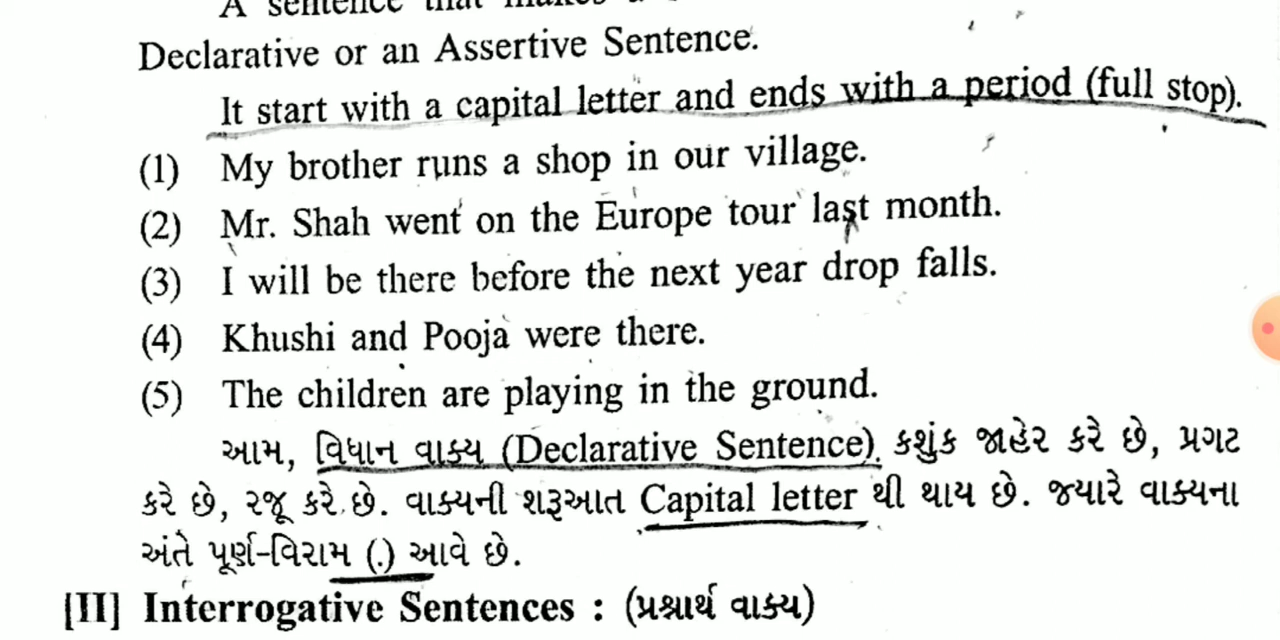 A sentence that makes a
Declarative or an Assertive Sentence.
It start with a capital letter and ends with a period (full stop).
(1) My brother runs a shop in our village.
(2) Mr. Shah went on the Europe tour last month.
(3) I will be there before the next year drop falls.
(4) Khushi and Pooja were there.
(5) The children are playing in the ground.
આમ, વિધાન વાક્ય (Declarative Sentence). કશુંક જાહેર કરે છે, પ્રગટ
કરે છે, રજૂ કરે છે. વાક્યની શરૂઆત Capital letter થી થાય છે. જ્યારે વાક્યના
અંતે પૂર્ણ-વિરામ (.) આવે છે.
[II] Interrogative Sentences : (પ્રશ્નાર્થ વાક્ય)